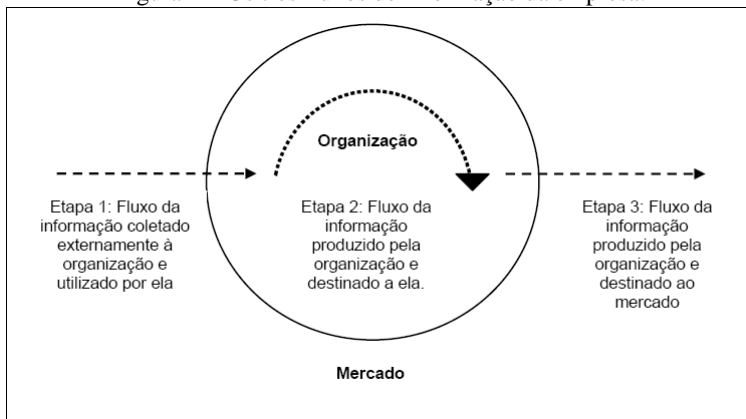 Organização
Etapa 1: Fluxo da
informação coletado
externamente à
organização e
utilizado por ela
Etapa 2: Fluxo da
informação
produzido pela
organização e
destinado a ela.
Etapa 3: Fluxo da
informação
produzido pela
organização e
destinado ao
mercado
Mercado